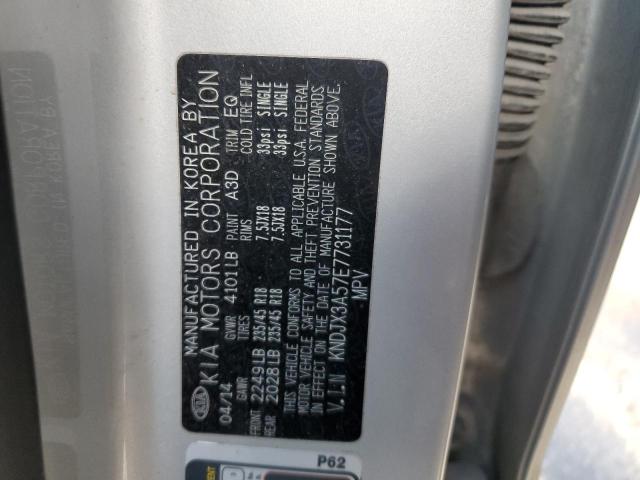 MANUFACTURED IN KOREA BY
KIA KIA MOTORS CORPORATION
04/14 GVWR 4101LB PAINT A3D TRIM EQ
GAWR TIRES RIMS COLD TIRE INFL
FRONT 2249LB 235/45 R18 7.5JX18 33psi SINGLE
REAR 2028LB 235/45 R18 7.5JX18 33psi SINGLE
THIS VEHICLE CONFORMS TO ALL APPLICABLE U.S.A. FEDERAL
MOTOR VEHICLE SAFETY AND THEFT PREVENTION STANDARDS
IN EFFECT ON THE DATE OF MANUFACTURE SHOWN ABOVE.
V.I.N KNDJX3A57E7731177
MPV
P62